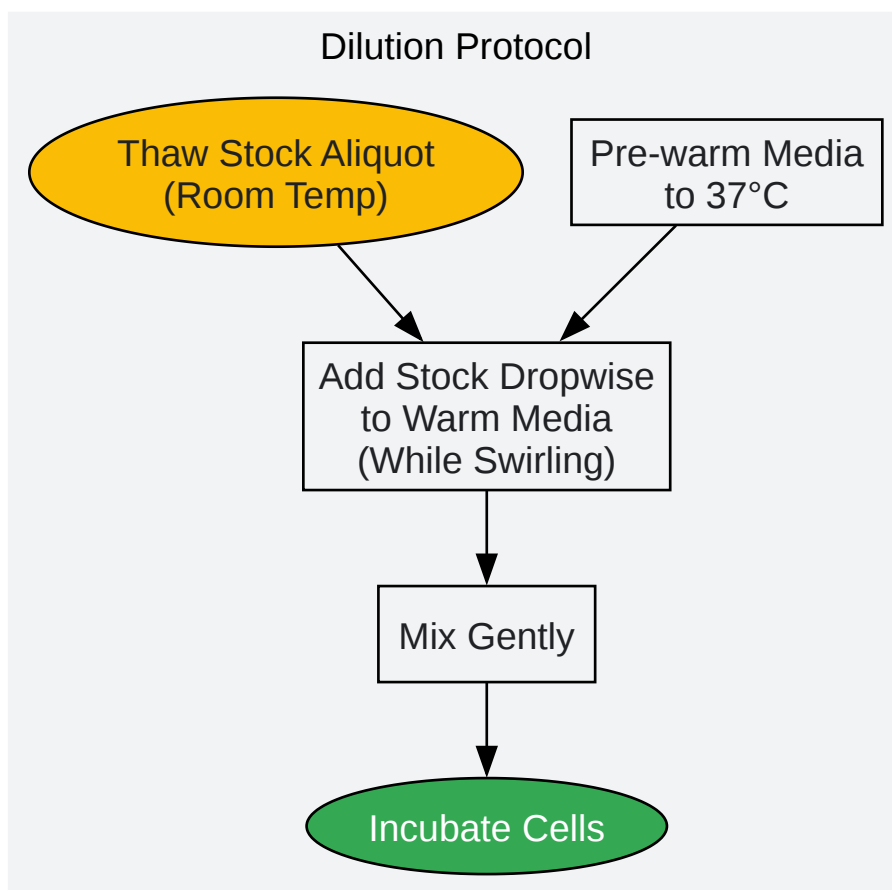 Dilution Protocol
Thaw Stock Aliquot
(Room Temp)
Pre-warm Media
to 37°C
Add Stock Dropwise
to Warm Media
(While Swirling)
Mix Gently
Incubate Cells